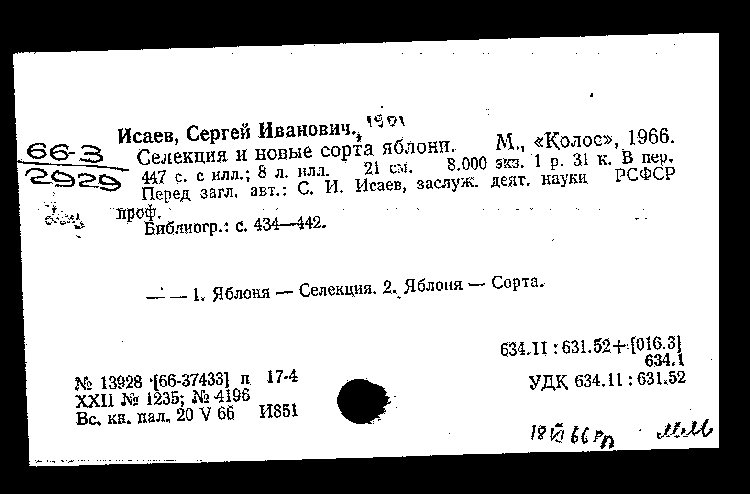 Исаев, Сергей Иванович, 1901
66-3
2929
Селекция и новые сорта яблони. М., «Колос», 1966.
447 с. с илл.; 8 л. илл. 21 см. 8.000 экз. 1 р. 31 к. В пер.
Перед загл. авт.: С. И. Исаев, заслуж. деят. науки РСФСР
проф.
Библиогр.: с. 434—442.
— — 1. Яблоня — Селекция. 2. Яблоня — Сорта.
634.11 : 631.52+[016.3]
634.1
№ 13928 [66-37433] п 17-4
УДК 634.11 : 631.52
XXII № 1235; № 4196
Вс. кн. пал. 20 V 66 И851
18 VI 66